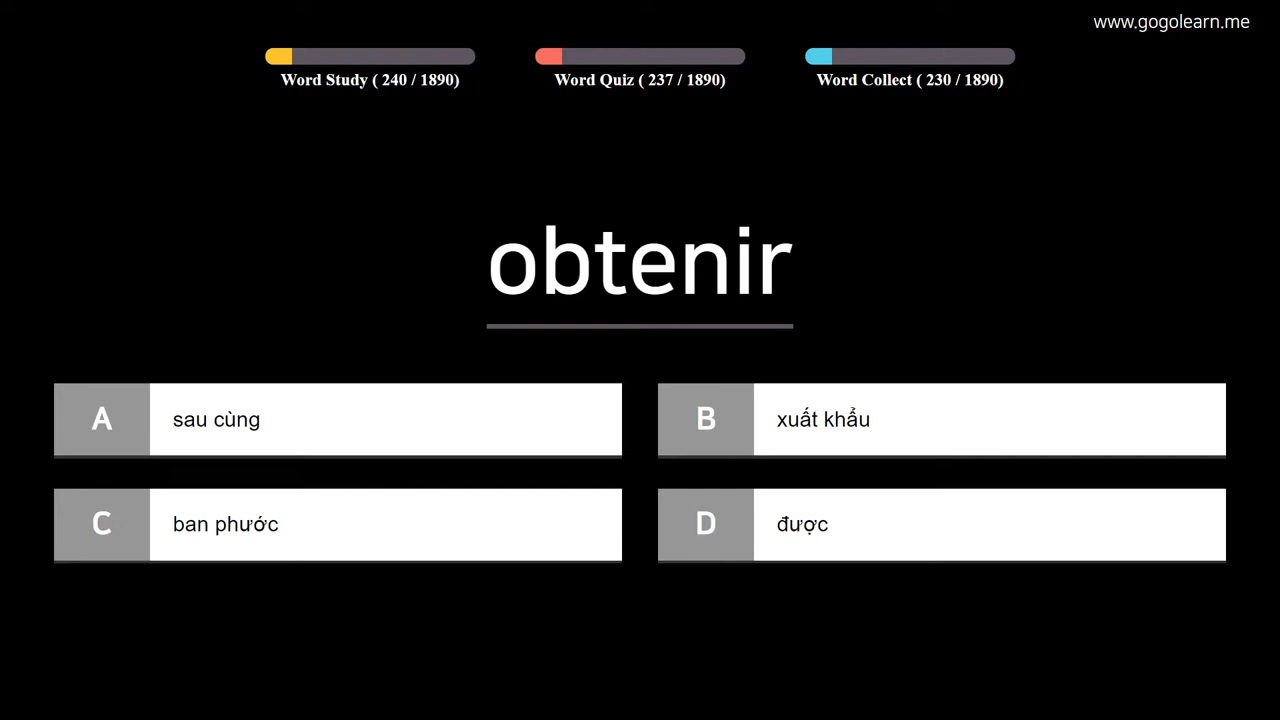 www.gogolearn.me
Word Study ( 240 / 1890)
Word Quiz ( 237 / 1890)
Word Collect ( 230 / 1890)
obtenir
A sau cùng
B xuất khẩu
C ban phước
D được